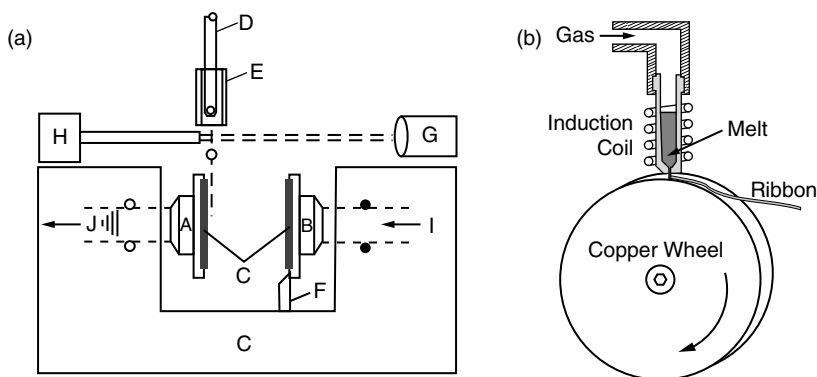 (a)
D
E
H
G
J
A
B
I
C
F
C
(b)
Gas
Induction
Coil
Melt
Ribbon
Copper Wheel